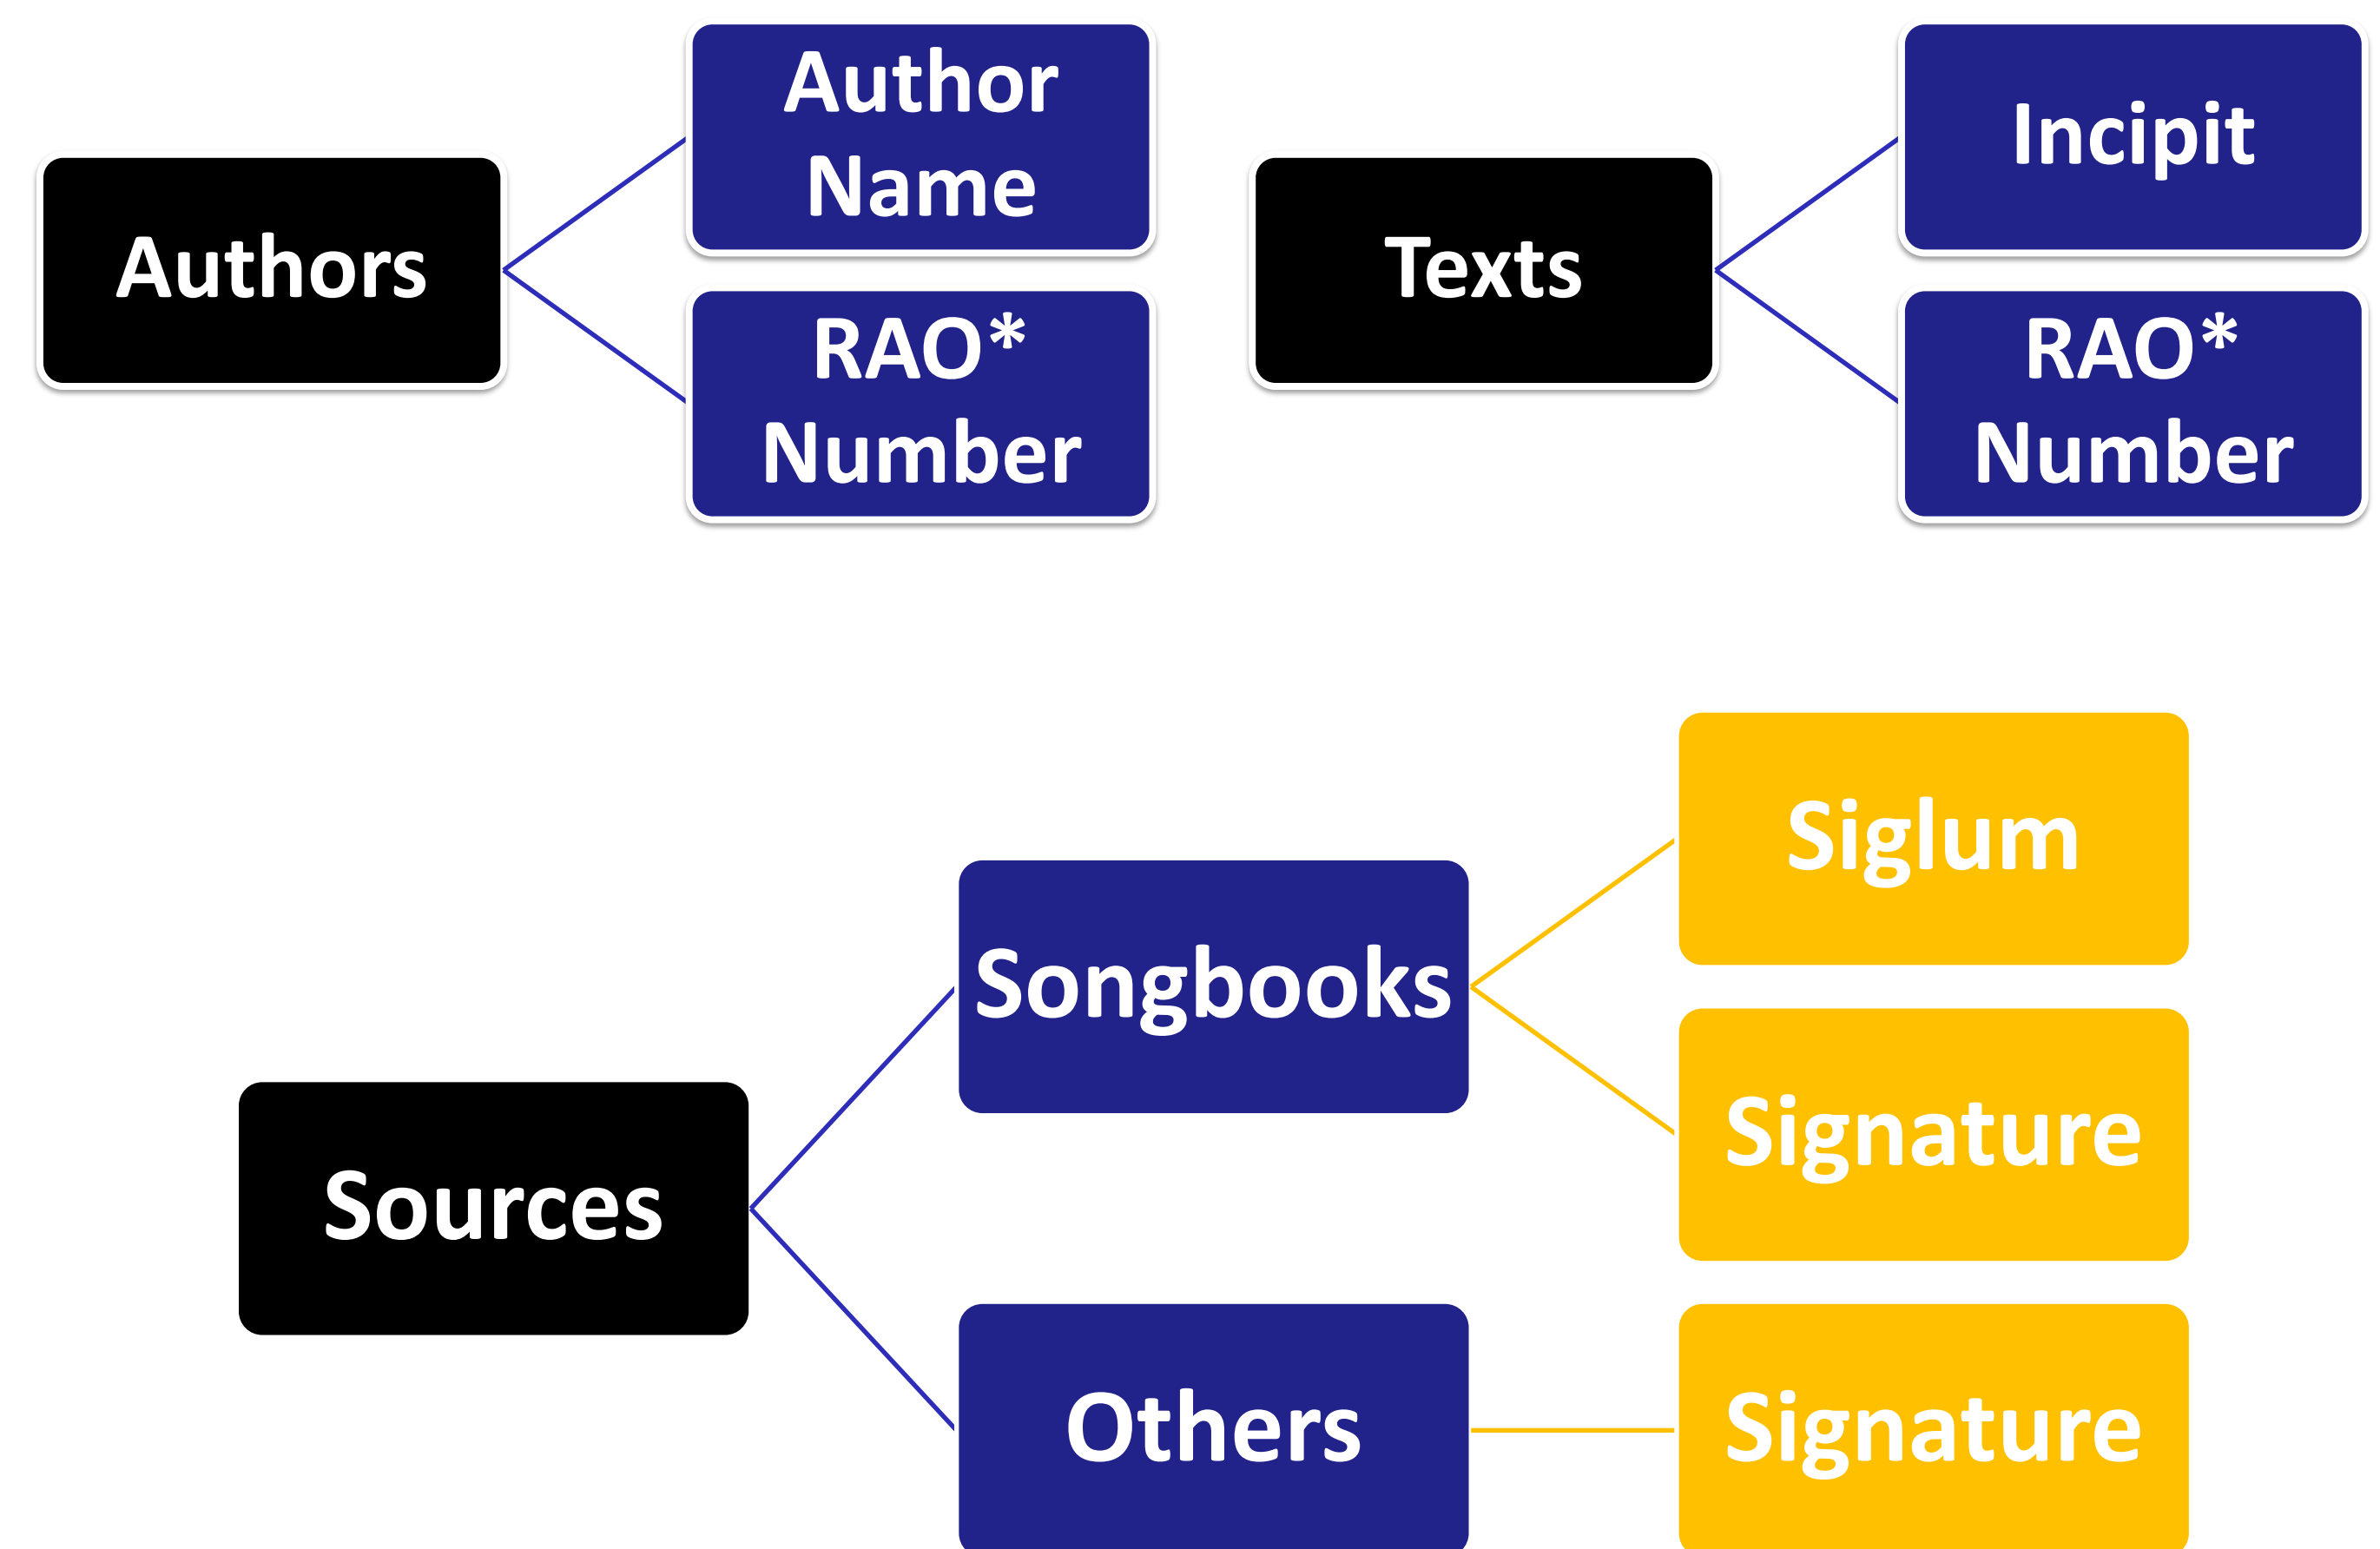 Authors
Author
Name
RAO*
Number
Texts
Incipit
RAO*
Number
Sources
Songbooks
Siglum
Signature
Others
Signature